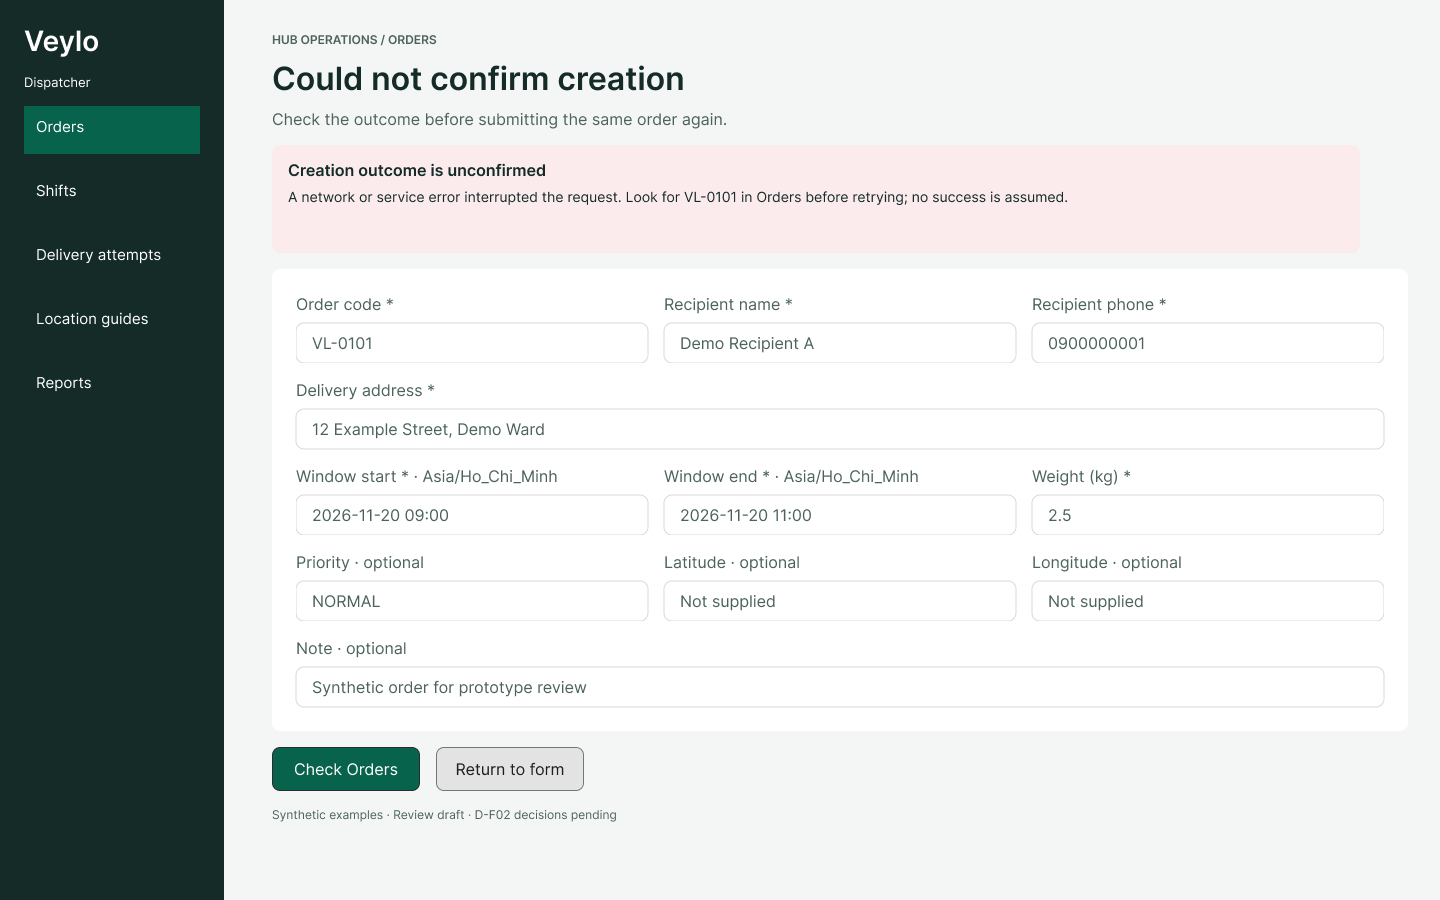 Veylo
Dispatcher
Orders
Shifts
Delivery attempts
Location guides
Reports
HUB OPERATIONS / ORDERS
Could not confirm creation
Check the outcome before submitting the same order again.
Creation outcome is unconfirmed
A network or service error interrupted the request. Look for VL-0101 in Orders before retrying; no success is assumed.
Order code * Recipient name * Recipient phone *
VL-0101 Demo Recipient A 0900000001
Delivery address *
12 Example Street, Demo Ward
Window start * · Asia/Ho_Chi_Minh Window end * · Asia/Ho_Chi_Minh Weight (kg) *
2026-11-20 09:00 2026-11-20 11:00 2.5
Priority · optional Latitude · optional Longitude · optional
NORMAL Not supplied Not supplied
Note · optional
Synthetic order for prototype review
Check Orders Return to form
Synthetic examples · Review draft · D-F02 decisions pending